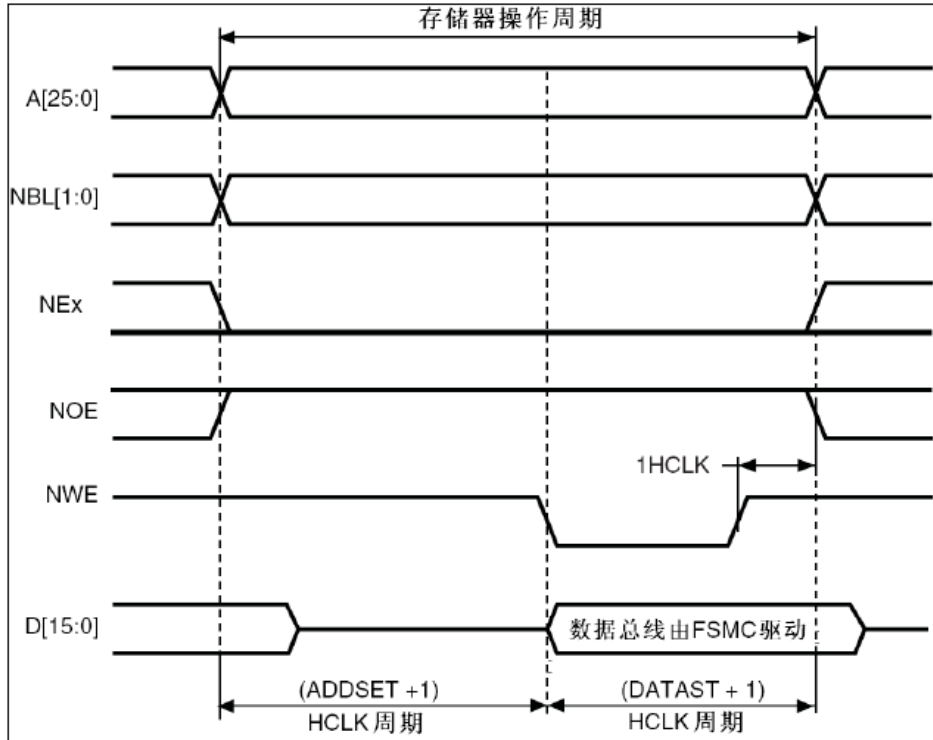 存储器操作周期
A[25:0]
NBL[1:0]
NEx
NOE
1HCLK
NWE
D[15:0]
数据总线由FSMC驱动
(ADDSET +1)
HCLK 周期
(DATAST + 1)
HCLK 周期